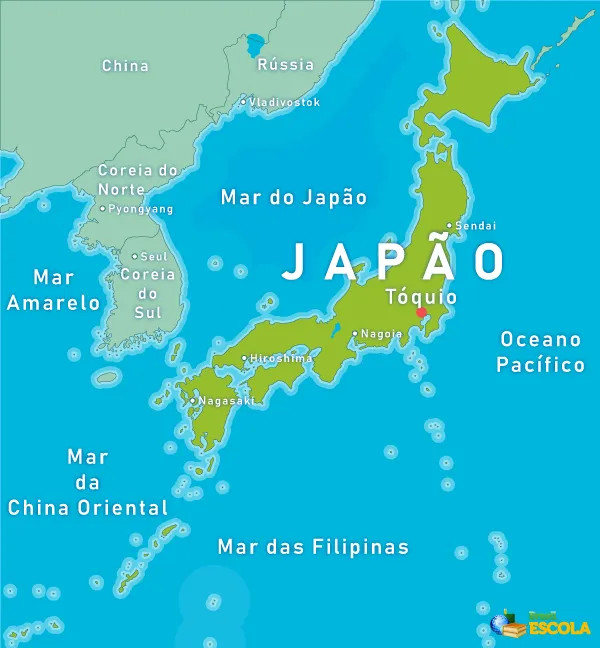 China
Rússia
Vladivostok
Coreia do
Norte
Pyongyang
Mar do Japão
Sendai
JAPÃO
Seul
Coreia
do
Sul
Mar
Amarelo
Tóquio
Nagoia
Oceano
Pacífico
Hiroshima
Nagasaki
Mar
da
China Oriental
Mar das Filipinas
ESCOLA